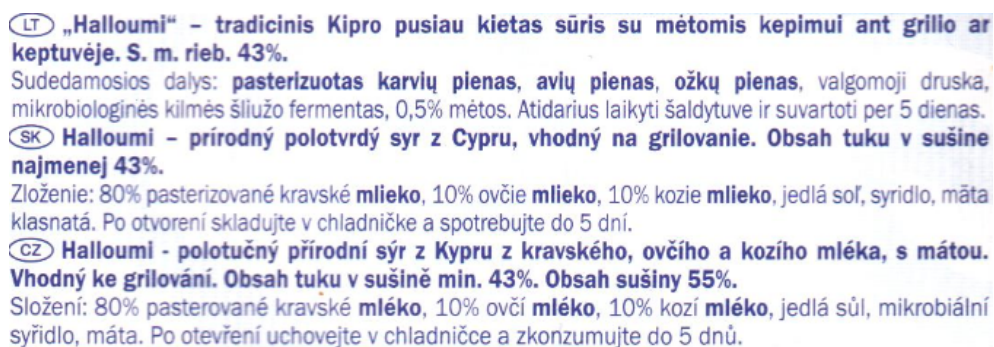 LT „Halloumi“ – tradicinis Kipro pusiau kietas sūris su mėtomis kepimui ant grilio ar
keptuvėje. S. m. rieb. 43%.
Sudedamosios dalys: pasterizuotas karvių pienas, avių pienas, ožkų pienas, valgomoji druska,
mikrobiologinės kilmės šliužo fermentas, 0,5% mėtos. Atidarius laikyti šaldytuve ir suvartoti per 5 dienas.
SK Halloumi – prírodný polotvrdý syr z Cypru, vhodný na grilovanie. Obsah tuku v sušine
najmenej 43%.
Zloženie: 80% pasterizované kravské mlieko, 10% ovčie mlieko, 10% kozie mlieko, jedlá soľ, syridlo, mäta
klasnatá. Po otvorení skladujte v chladničke a spotrebujte do 5 dní.
CZ Halloumi - polotučný přírodní sýr z Kypru z kravského, ovčího a kozího mléka, s mátou.
Vhodný ke grilování. Obsah tuku v sušině min. 43%. Obsah sušiny 55%.
Složení: 80% pasterované kravské mléko, 10% ovčí mléko, 10% kozí mléko, jedlá sůl, mikrobiální
syřidlo, máta. Po otevření uchovejte v chladničce a zkonzumujte do 5 dnů.